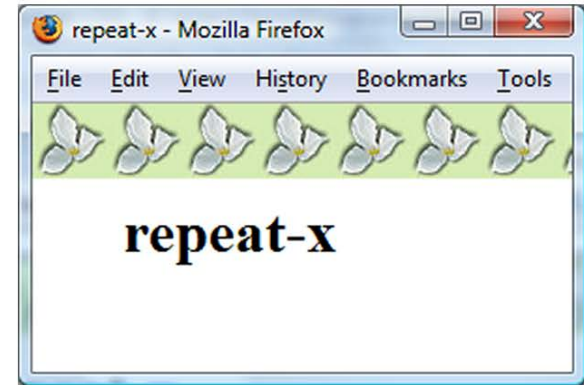 repeat-x - Mozilla Firefox
File Edit View History Bookmarks Tools
repeat-x